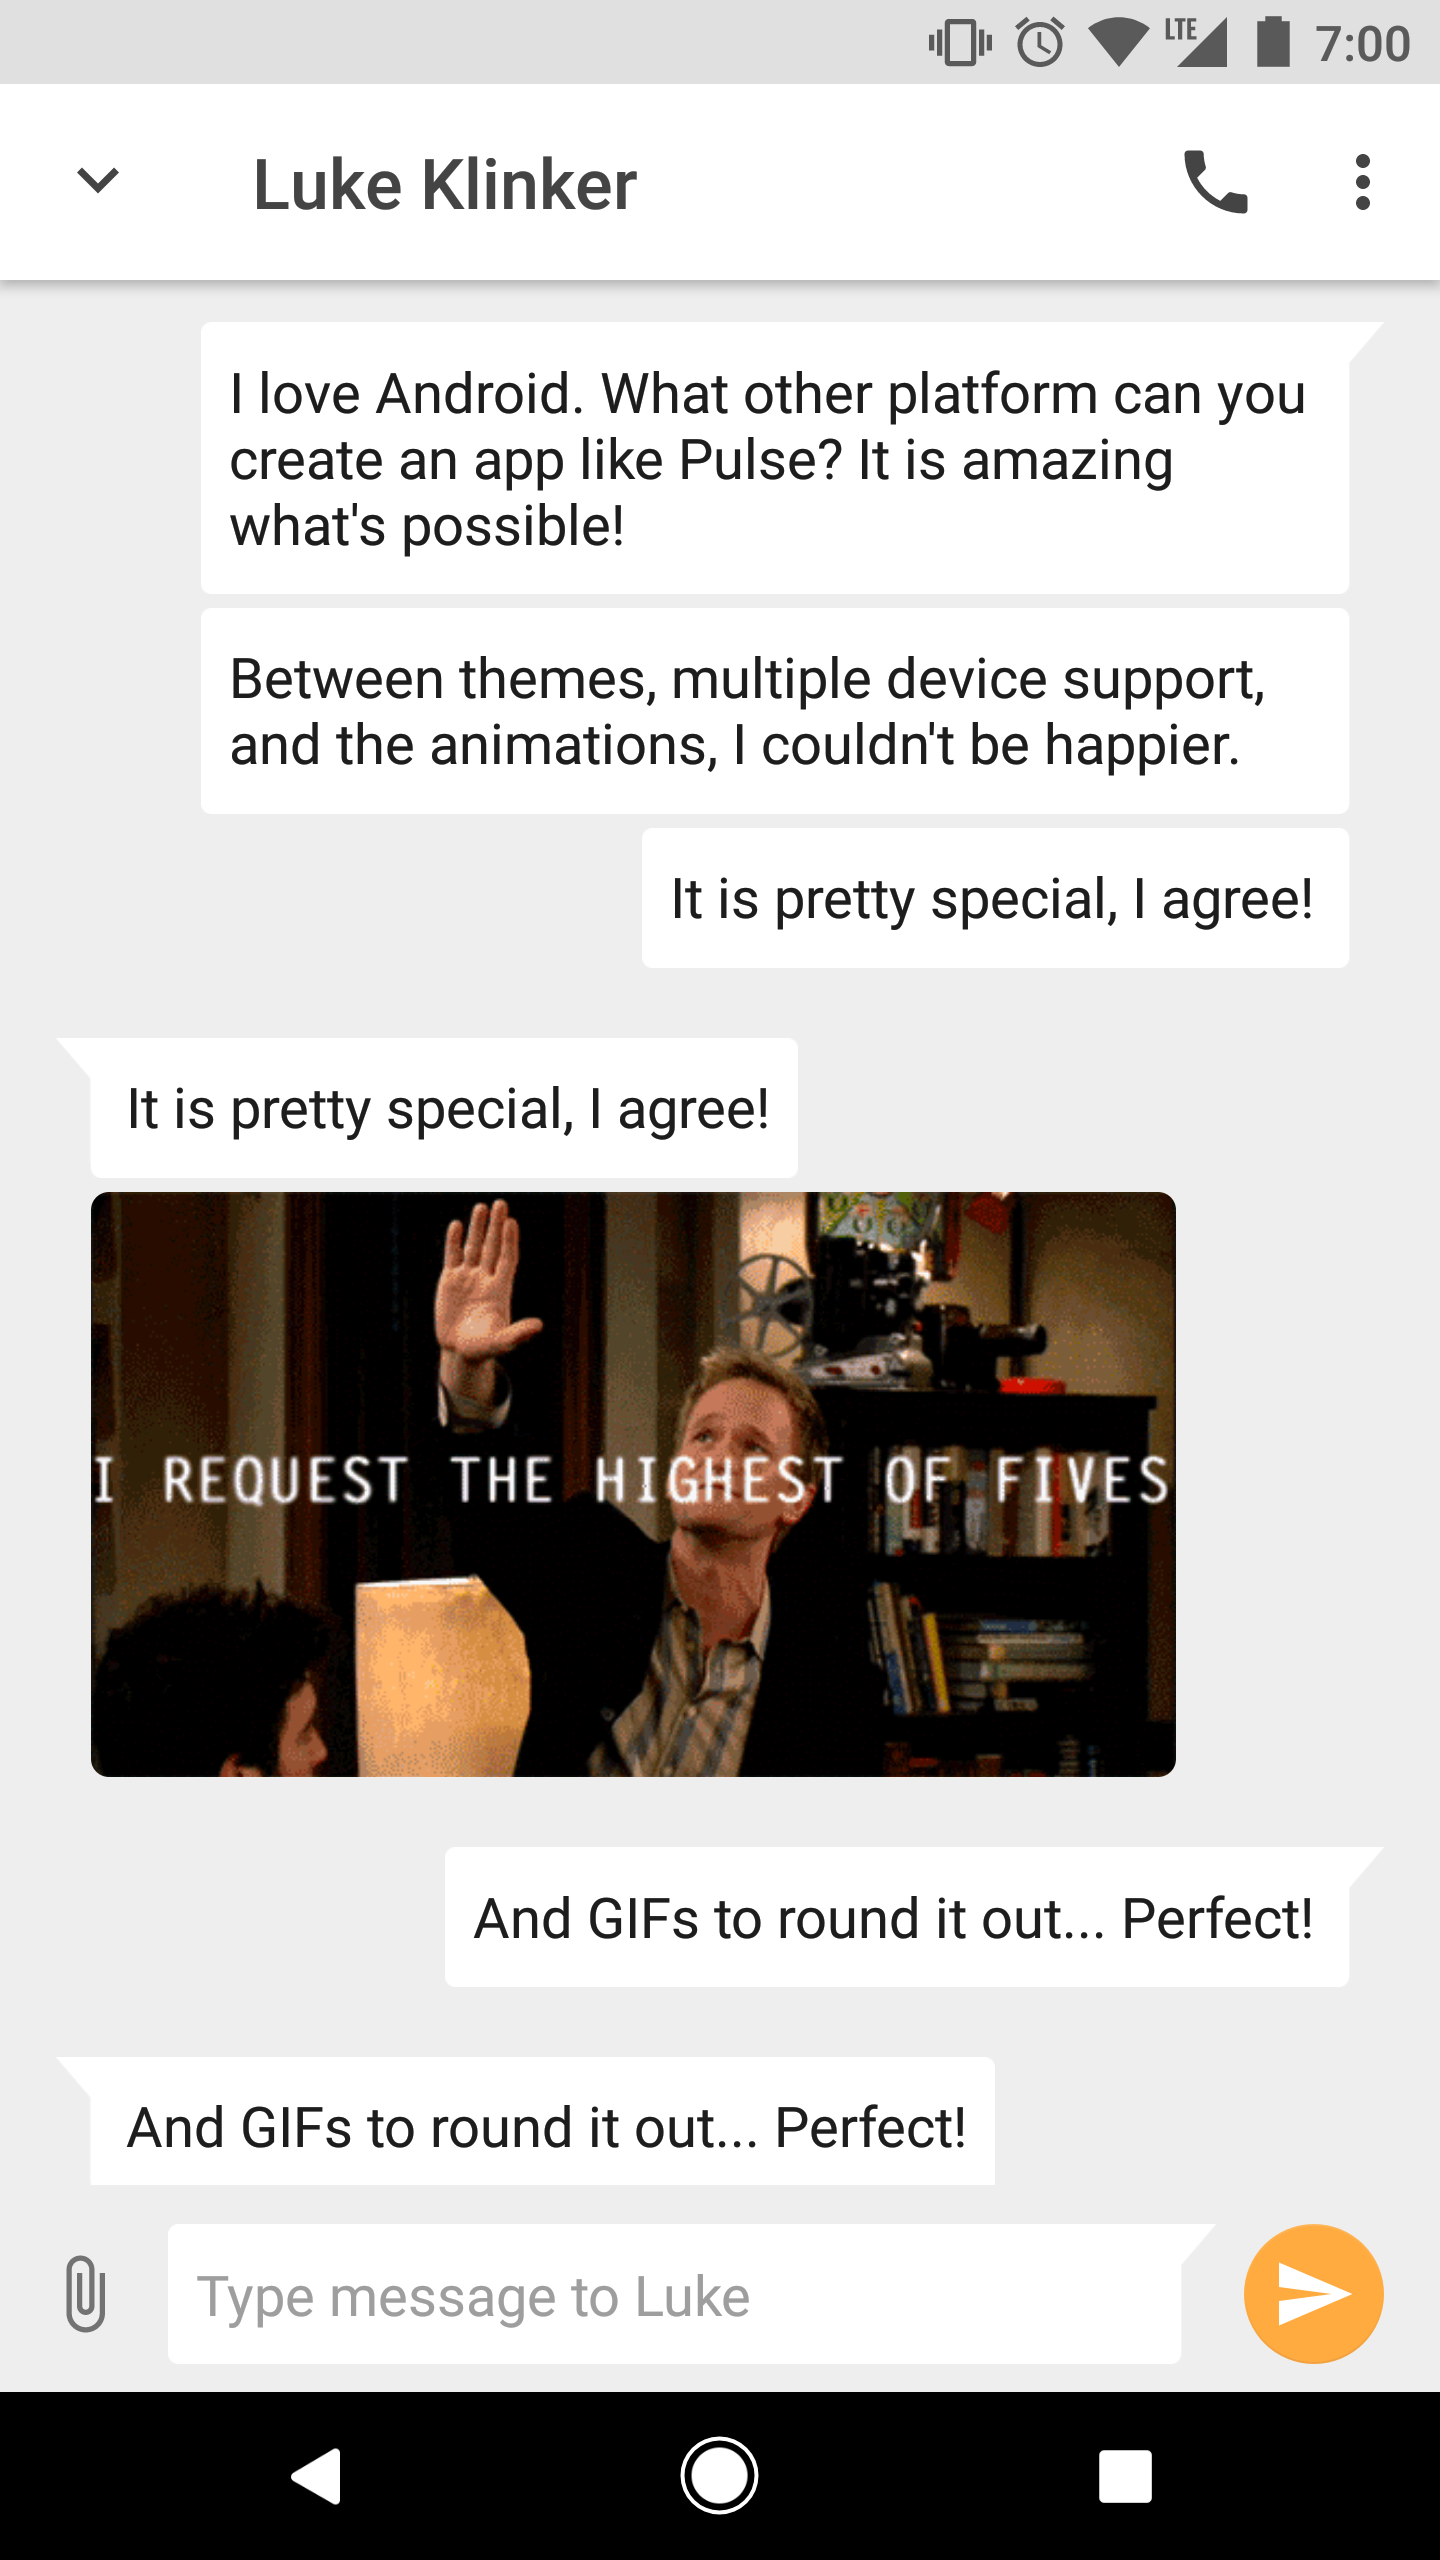 LTE 7:00
Luke Klinker
I love Android. What other platform can you
create an app like Pulse? It is amazing
what's possible!
Between themes, multiple device support,
and the animations, I couldn't be happier.
It is pretty special, I agree!
It is pretty special, I agree!
I REQUEST THE HIGHEST OF FIVES
And GIFs to round it out... Perfect!
And GIFs to round it out... Perfect!
Type message to Luke